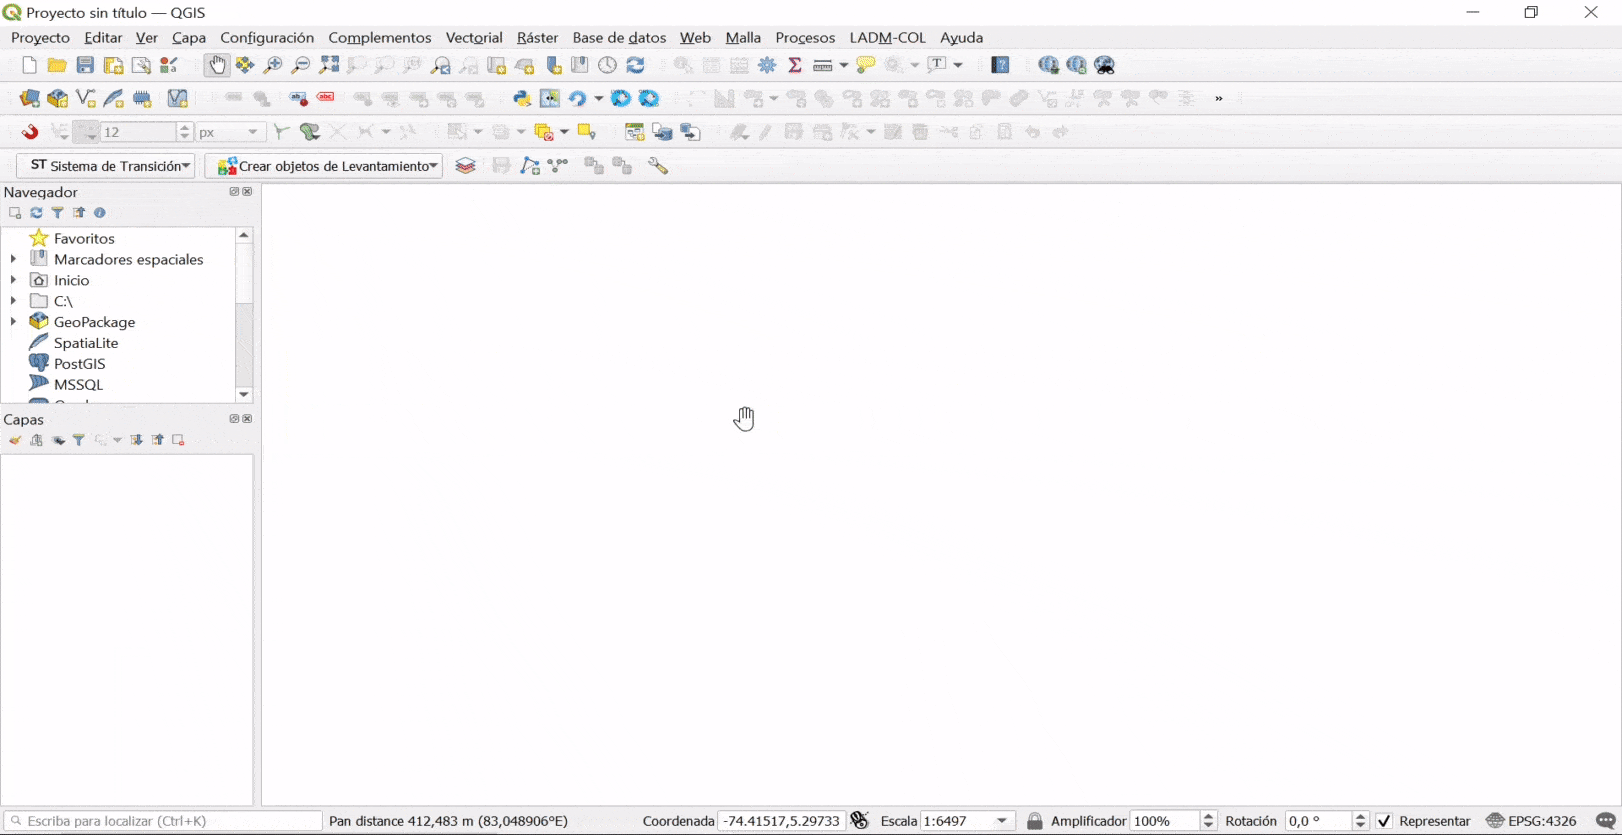 Proyecto sin título — QGIS
Proyecto Editar Ver Capa Configuración Complementos Vectorial Ráster Base de datos Web Malla Procesos LADM-COL Ayuda
T
abc
12 px
ST Sistema de Transición Crear objetos de Levantamiento
Navegador
Favoritos
Marcadores espaciales
Inicio
C:\
GeoPackage
SpatiaLite
PostGIS
MSSQL
Capas
Escriba para localizar (Ctrl+K) Pan distance 412,483 m (83,048906°E) Coordenada -74.41517,5.29733 Escala 1:6497 Amplificador 100% Rotación 0,0 ° Representar EPSG:4326